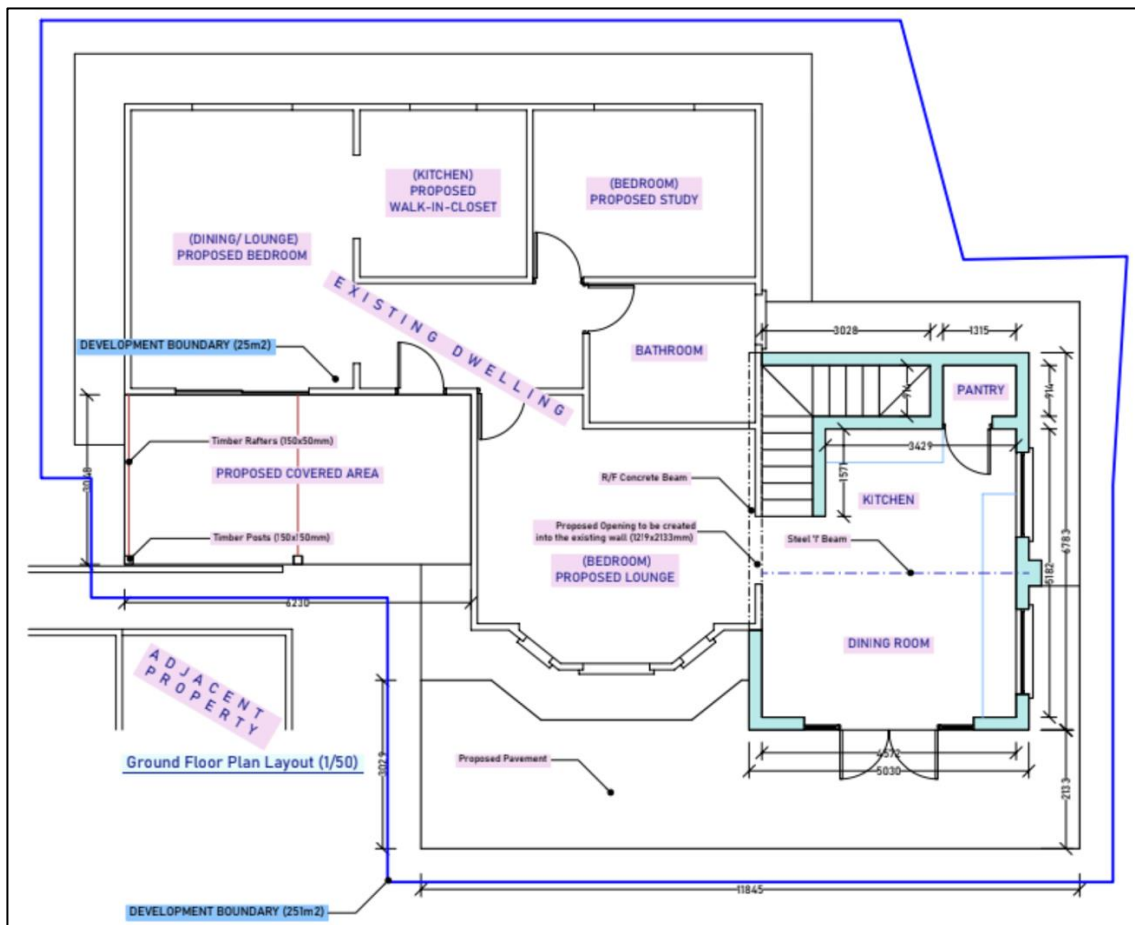 (KITCHEN)
PROPOSED
WALK-IN-CLOSET
(BEDROOM)
PROPOSED STUDY
(DINING/ LOUNGE)
PROPOSED BEDROOM
EXISTING DWELLING
DEVELOPMENT BOUNDARY (25m2)
BATHROOM
3028
1315
914
PANTRY
914
Timber Rafters (150x50mm)
PROPOSED COVERED AREA
3048
3429
1571
R/F Concrete Beam
KITCHEN
Timber Posts (150x150mm)
Proposed Opening to be created
into the existing wall (1219x2133mm)
Steel 'I' Beam
6783
5182
(BEDROOM)
PROPOSED LOUNGE
6230
DINING ROOM
ADJACENT
PROPERTY
Ground Floor Plan Layout (1/50)
3029
Proposed Pavement
4572
5030
2133
11845
DEVELOPMENT BOUNDARY (251m2)